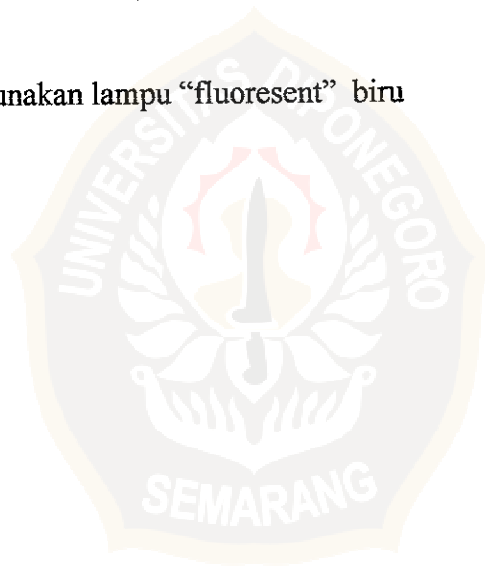 unakan lampu “fluoresent” biru
UNIVERSITAS DIPONEGORO
SEMARANG